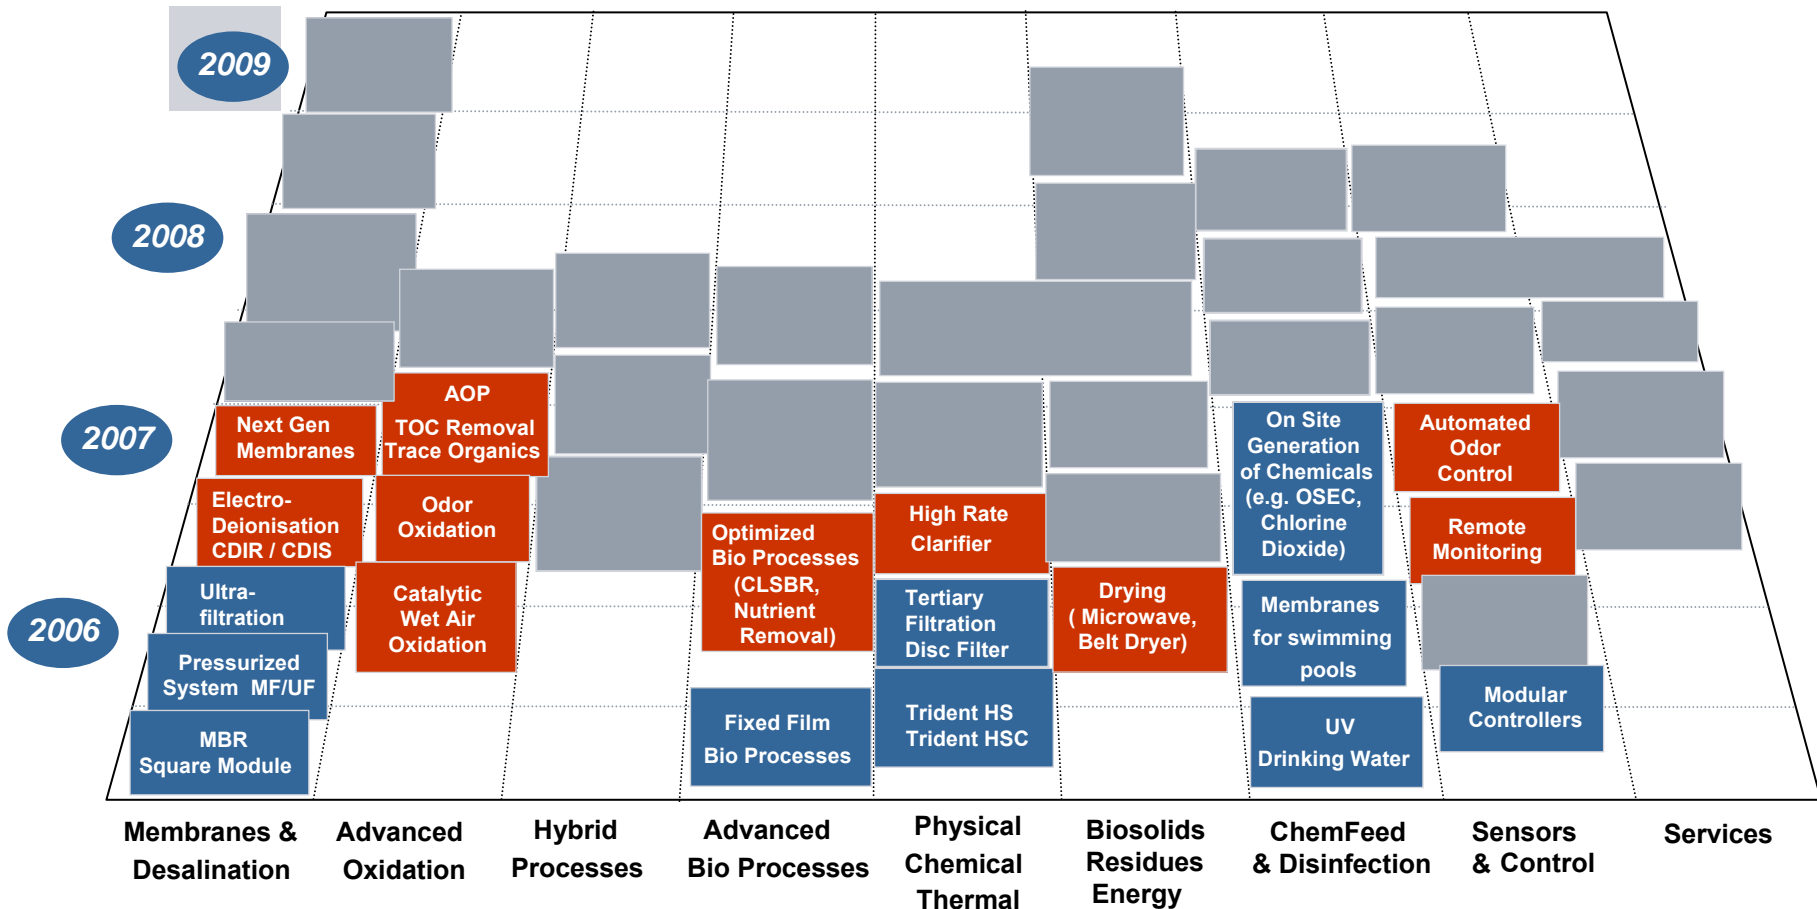 2009
2008
2007
2006
Next Gen
Membranes
Electro-
Deionisation
CDIR / CDIS
Ultra-
filtration
Pressurized
System MF/UF
MBR
Square Module
AOP
TOC Removal
Trace Organics
Odor
Oxidation
Catalytic
Wet Air
Oxidation
Optimized
Bio Processes
(CLSBR,
Nutrient
Removal)
Fixed Film
Bio Processes
High Rate
Clarifier
Tertiary
Filtration
Disc Filter
Trident HS
Trident HSC
Drying
( Microwave,
Belt Dryer)
On Site
Generation
of Chemicals
(e.g. OSEC,
Chlorine
Dioxide)
Membranes
for swimming
pools
UV
Drinking Water
Automated
Odor
Control
Remote
Monitoring
Modular
Controllers
Membranes &
Desalination
Advanced
Oxidation
Hybrid
Processes
Advanced
Bio Processes
Physical
Chemical
Thermal
Biosolids
Residues
Energy
ChemFeed
& Disinfection
Sensors
& Control
Services